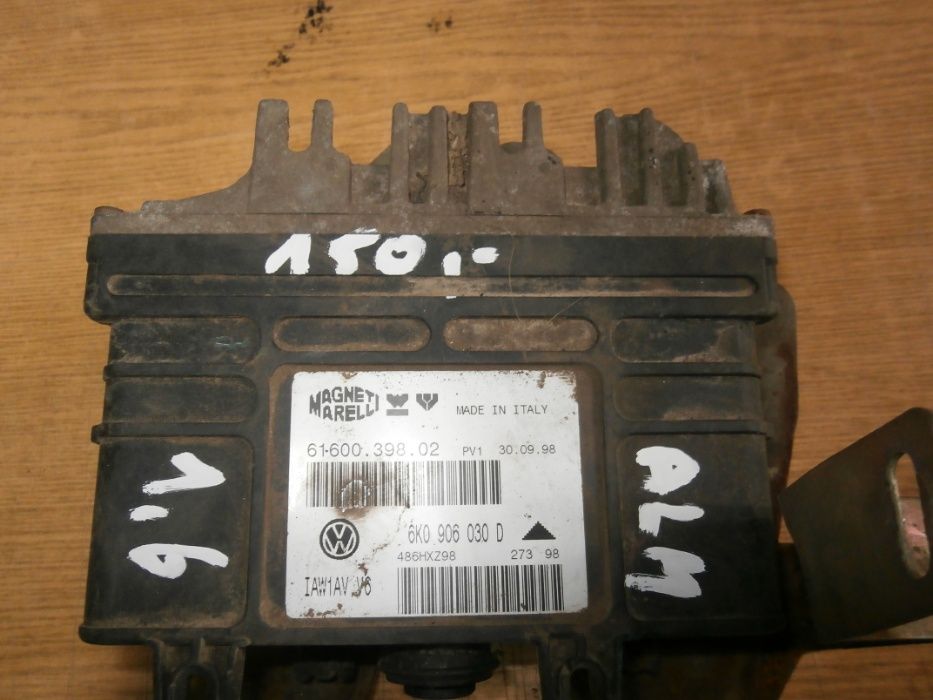 150,-
MAGNETI
MARELLI
MADE IN ITALY
61600.398.02 PV1 30.09.98
6K0 906 030 D
486HXZ98 273 98
IAW1AV V6
1.6
ALM